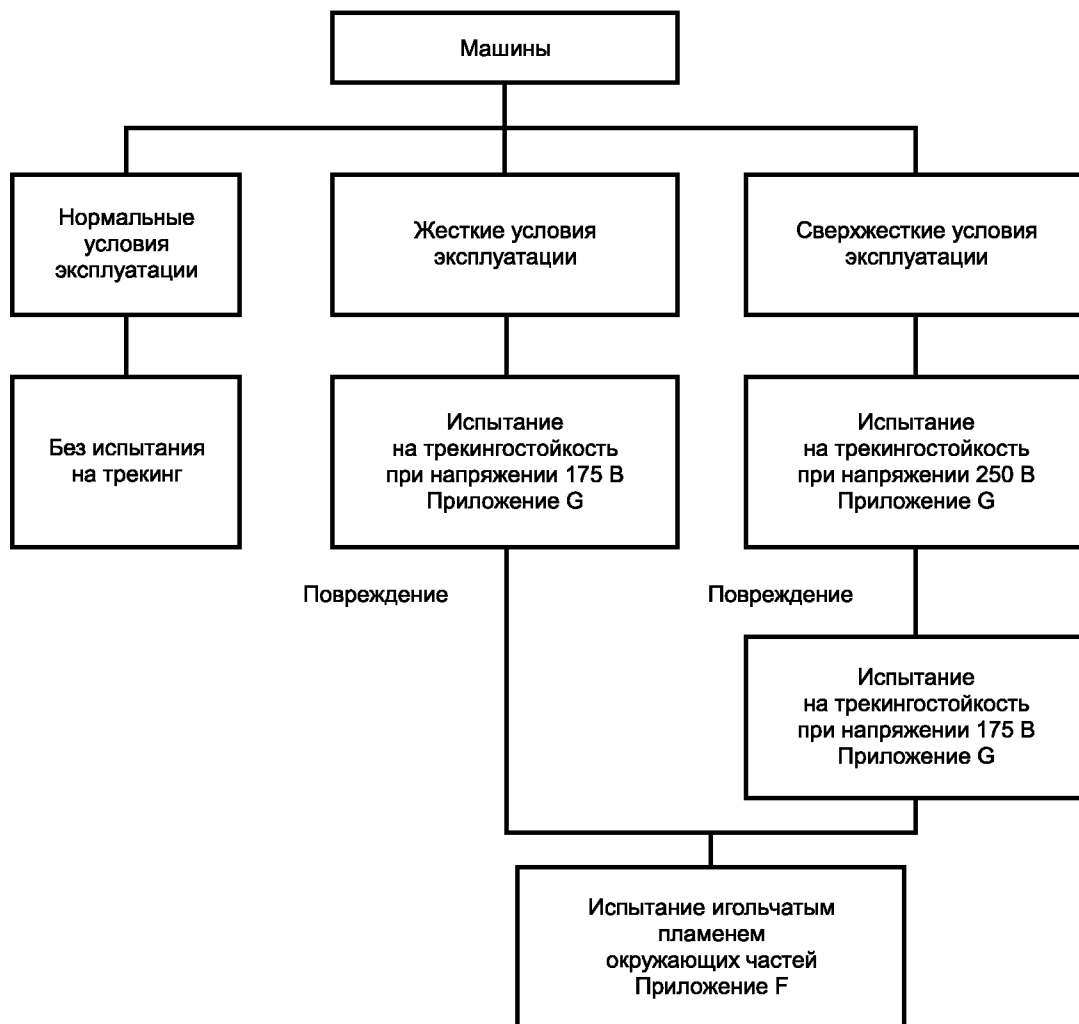 Машины
Нормальные
условия
эксплуатации
Жесткие условия
эксплуатации
Сверхжесткие условия
эксплуатации
Без испытания
на трекинг
Испытание
на трекингостойкость
при напряжении 175 В
Приложение G
Испытание
на трекингостойкость
при напряжении 250 В
Приложение G
Повреждение
Повреждение
Испытание
на трекингостойкость
при напряжении 175 В
Приложение G
Испытание игольчатым
пламенем
окружающих частей
Приложение F